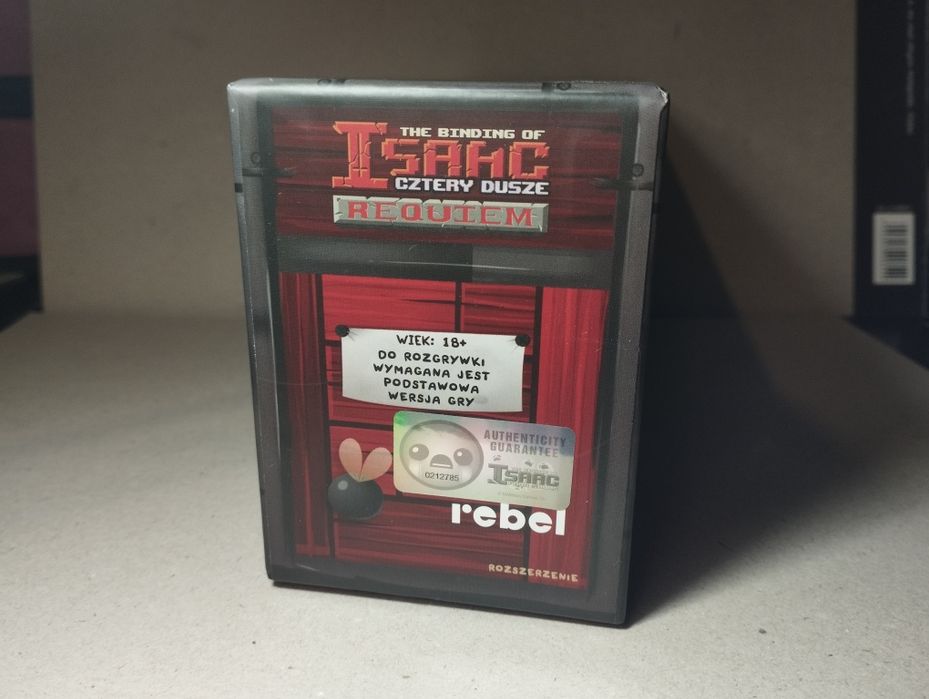 THE BINDING OF
ISAAC
CZTERY DUSZE
REQUIEM
WIEK: 18+
DO ROZGRYWKI
WYMAGANA JEST
PODSTAWOWA
WERSJA GRY
AUTHENTICITY
GUARANTEE
0212785
ISAAC
rebel
ROZSZERZENIE